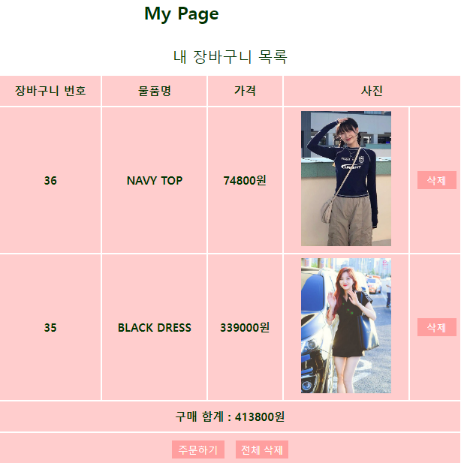 My Page
내 장바구니 목록
장바구니 번호 물품명 가격 사진
36 NAVY TOP 74800원 삭제
35 BLACK DRESS 339000원 삭제
구매 합계 : 413800원
주문하기 전체 삭제